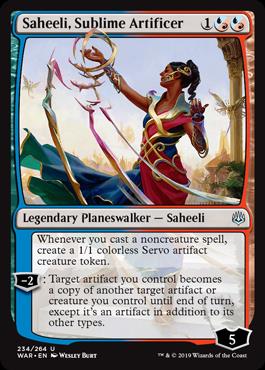 Saheeli, Sublime Artificer 1
Legendary Planeswalker — Saheeli
Whenever you cast a noncreature spell,
create a 1/1 colorless Servo artifact
creature token.
-2 : Target artifact you control becomes
a copy of another target artifact or
creature you control until end of turn,
except it's an artifact in addition to its
other types.
5
234/264 U
WAR • EN Wesley Burt ™ & © 2019 Wizards of the Coast